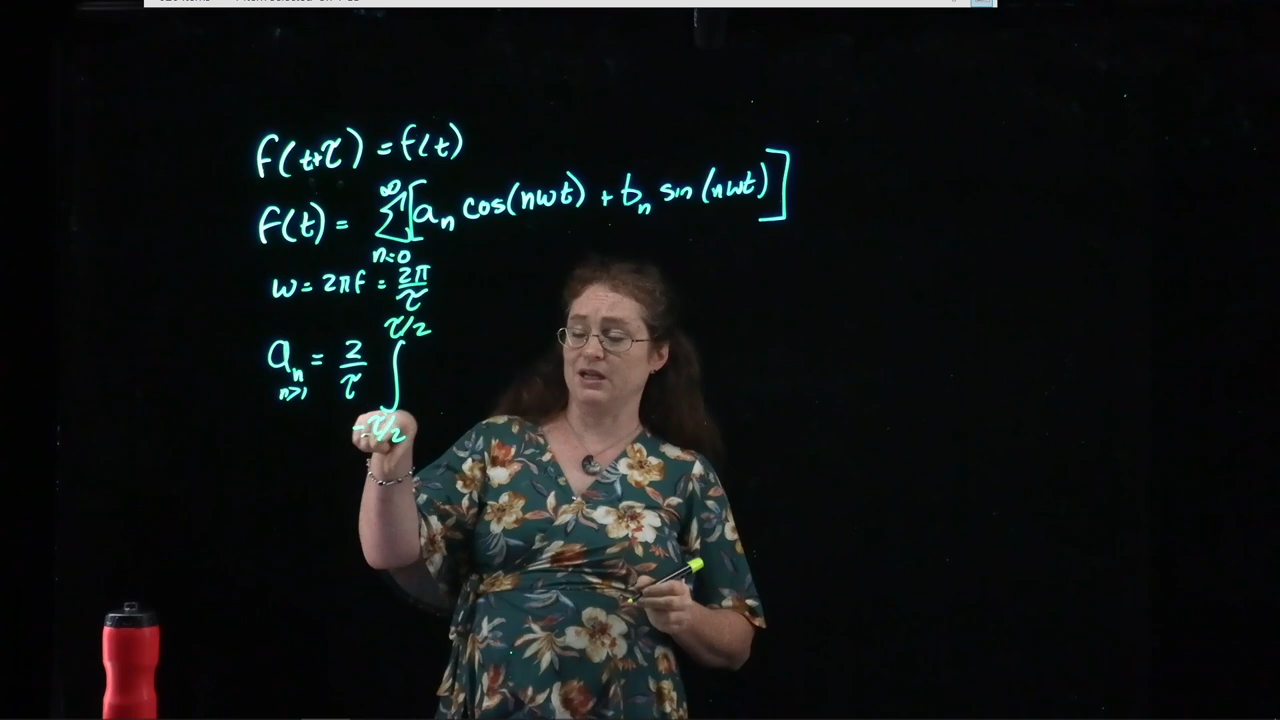 f(t+τ) = f(t)
f(t) = ∞∑n=0 [aₙ cos(nωt) + bₙ sin(nωt)]
ω = 2πf = 2π/τ
aₙ n>1 = 2/τ ∫ τ/2 -τ/2